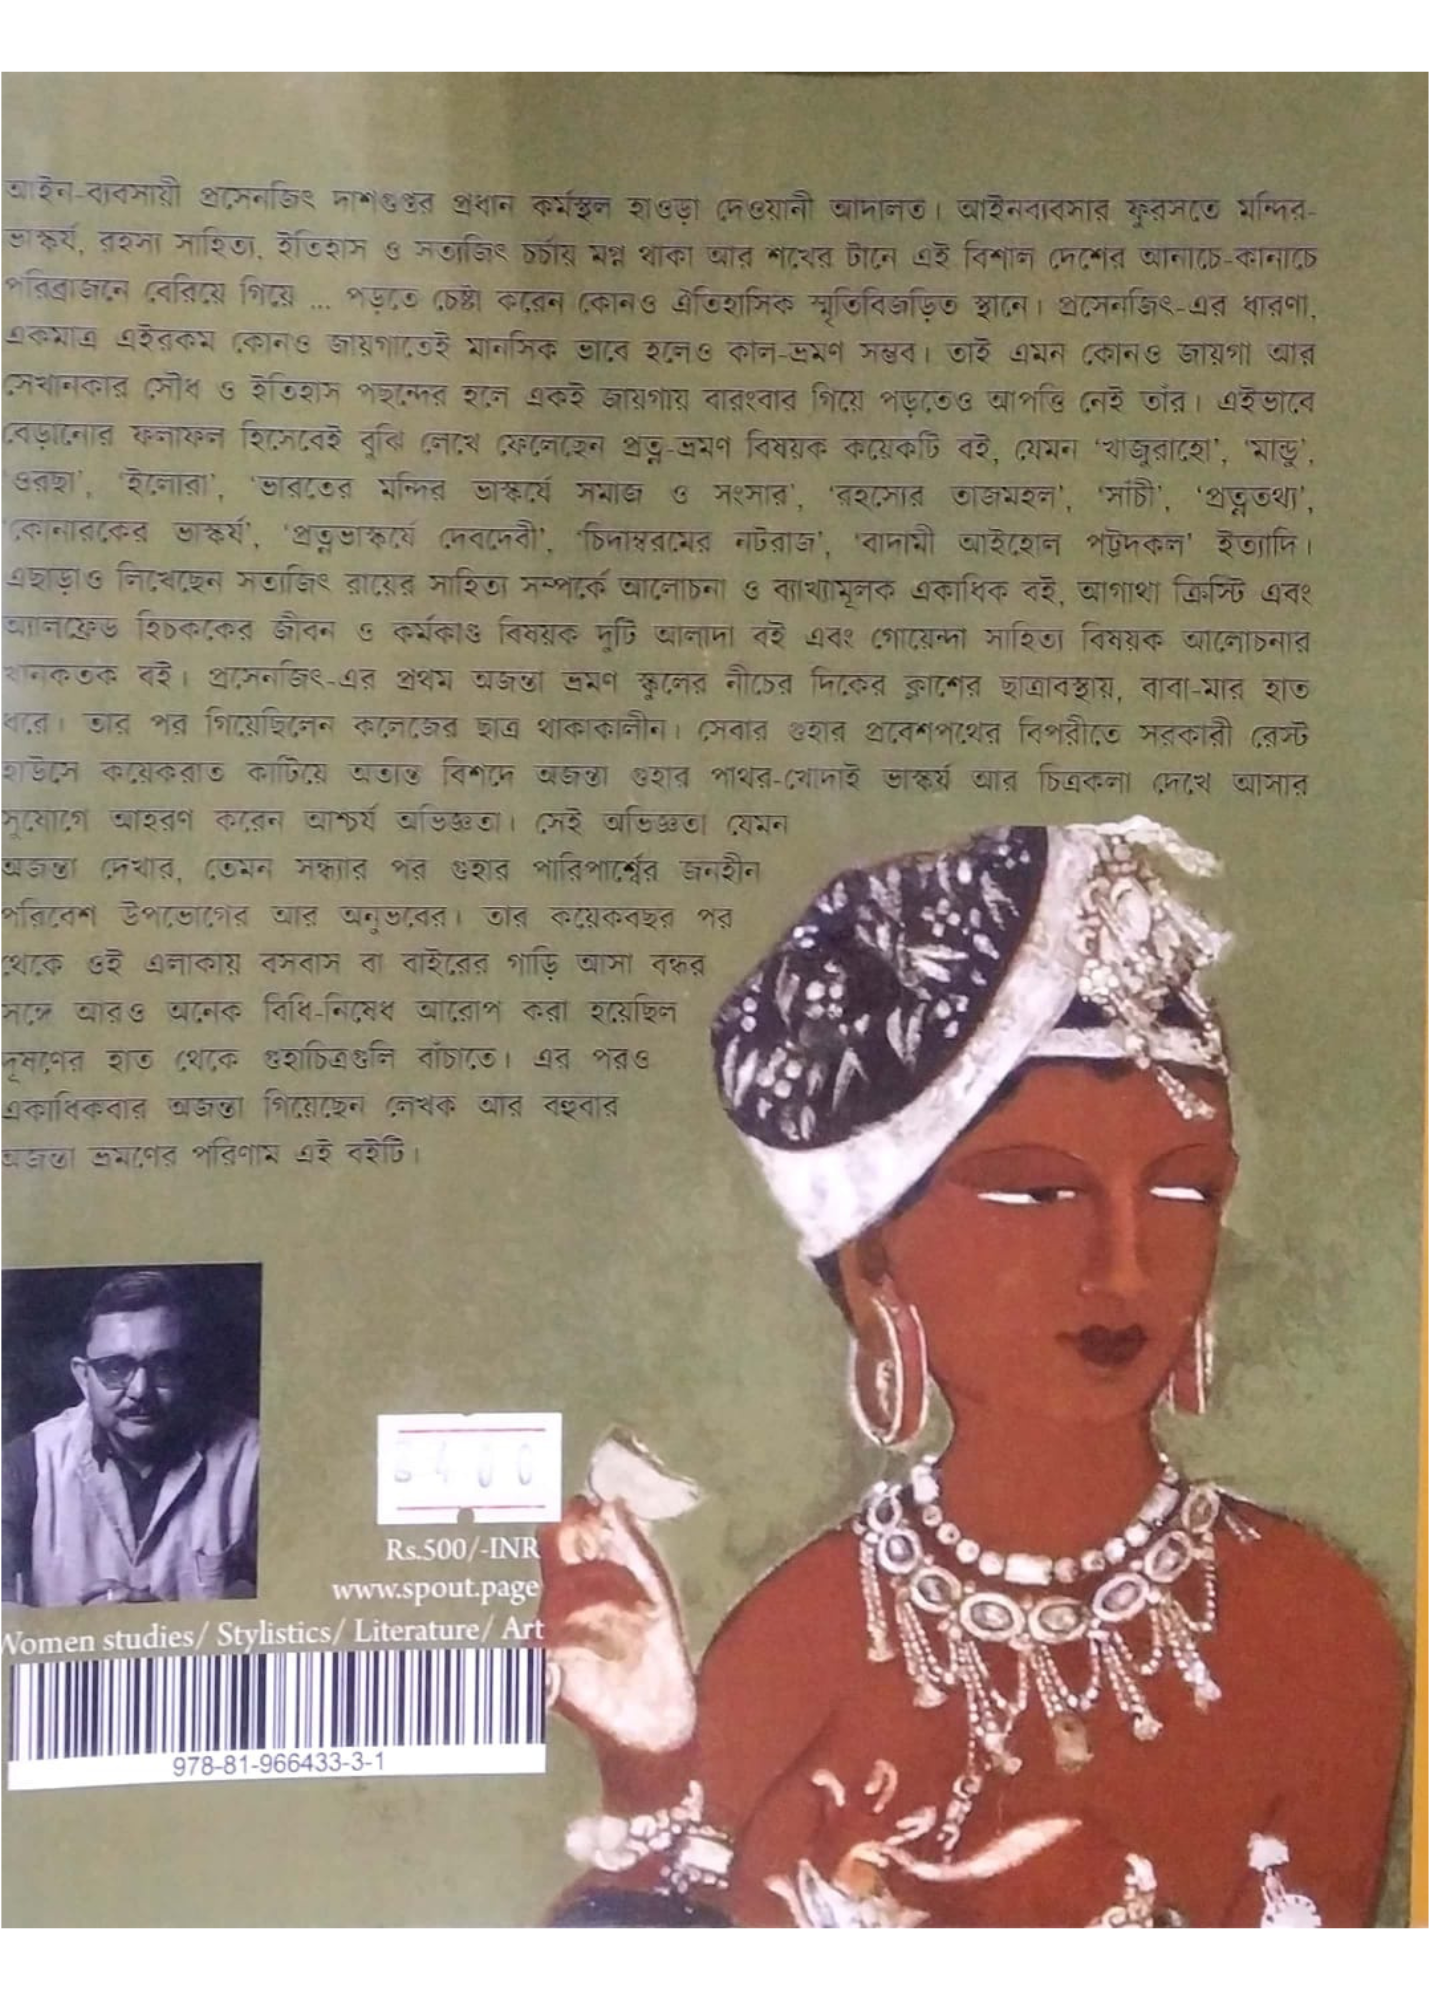 আইন-ব্যবসায়ী প্রসেনজিৎ দাশগুপ্তর প্রধান কর্মস্থল হাওড়া দেওয়ানী আদালত। আইনব্যবসার ফুরসতে মন্দির-
ভাস্কর্য, রহস্য সাহিত্য, ইতিহাস ও সত্যজিৎ চর্চায় মগ্ন থাকা আর শখের টানে এই বিশাল দেশের আনাচে-কানাচে
পরিব্রাজনে বেরিয়ে গিয়ে ... পড়তে চেষ্টা করেন কোনও ঐতিহাসিক স্মৃতিবিজড়িত স্থানে। প্রসেনজিৎ-এর ধারণা,
একমাত্র এইরকম কোনও জায়গাতেই মানসিক ভাবে হলেও কাল-ভ্রমণ সম্ভব। তাই এমন কোনও জায়গা আর
সেখানকার সৌধ ও ইতিহাস পছন্দের হলে একই জায়গায় বারংবার গিয়ে পড়তেও আপত্তি নেই তাঁর। এইভাবে
বেড়ানোর ফলাফল হিসেবেই বুঝি লেখে ফেলেছেন প্রত্ন-ভ্রমণ বিষয়ক কয়েকটি বই, যেমন ‘খাজুরাহো’, ‘মান্ডু’,
‘ওরছা’, ‘ইলোরা’, ‘ভারতের মন্দির ভাস্কর্যে সমাজ ও সংসার’, ‘রহস্যের তাজমহল’, ‘সাঁচী’, ‘প্রত্নতথ্য’,
‘কোনারকের ভাস্কর্য’, ‘প্রত্নভাস্কর্যে দেবদেবী’, ‘চিদাম্বরমের নটরাজ’, ‘বাদামী আইহোল পট্টদকল’ ইত্যাদি।
এছাড়াও লিখেছেন সত্যজিৎ রায়ের সাহিত্য সম্পর্কে আলোচনা ও ব্যাখ্যামূলক একাধিক বই, আগাথা ক্রিস্টি এবং
অ্যালফ্রেড হিচককের জীবন ও কর্মকাণ্ড বিষয়ক দুটি আলাদা বই এবং গোয়েন্দা সাহিত্য বিষয়ক আলোচনার
খানকতক বই। প্রসেনজিৎ-এর প্রথম অজন্তা ভ্রমণ স্কুলের নীচের দিকের ক্লাশের ছাত্রাবস্থায়, বাবা-মার হাত
ধরে। তার পর গিয়েছিলেন কলেজের ছাত্র থাকাকালীন। সেবার গুহার প্রবেশপথের বিপরীতে সরকারী রেস্ট
হাউসে কয়েকরাত কাটিয়ে অত্যন্ত বিশদে অজন্তা গুহার পাথর-খোদাই ভাস্কর্য আর চিত্রকলা দেখে আসার
সুযোগে আহরণ করেন আশ্চর্য অভিজ্ঞতা। সেই অভিজ্ঞতা যেমন
অজন্তা দেখার, তেমন সন্ধ্যার পর গুহার পারিপার্শ্বের জনহীন
পরিবেশ উপভোগের আর অনুভবের। তার কয়েকবছর পর
থেকে ওই এলাকায় বসবাস বা বাইরের গাড়ি আসা বন্ধর
সঙ্গে আরও অনেক বিধি-নিষেধ আরোপ করা হয়েছিল
দূষণের হাত থেকে গুহাচিত্রগুলি বাঁচাতে। এর পরও
একাধিকবার অজন্তা গিয়েছেন লেখক আর বহুবার
অজন্তা ভ্রমণের পরিণাম এই বইটি।
Rs.500/-INR
www.spout.page
Women studies/ Stylistics/ Literature/ Art
978-81-966433-3-1